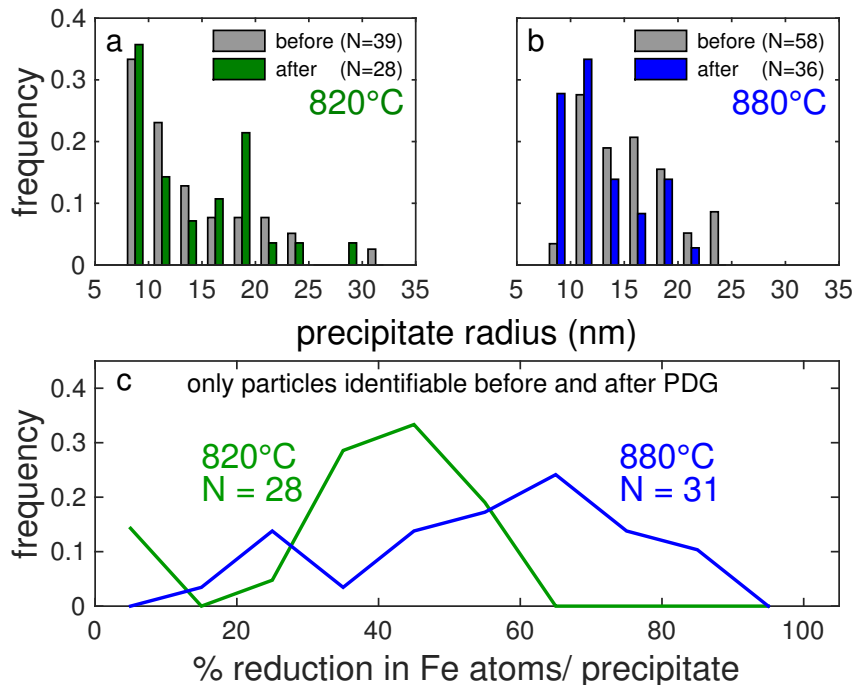 a
before (N=39)
after (N=28)
820°C
b
before (N=58)
after (N=36)
880°C
frequency
0.4
0.3
0.2
0.1
0
5 10 15 20 25 30 35
5 10 15 20 25 30 35
precipitate radius (nm)
c only particles identifiable before and after PDG
820°C
N = 28
880°C
N = 31
frequency
0.4
0.3
0.2
0.1
0
0 20 40 60 80 100
% reduction in Fe atoms/ precipitate